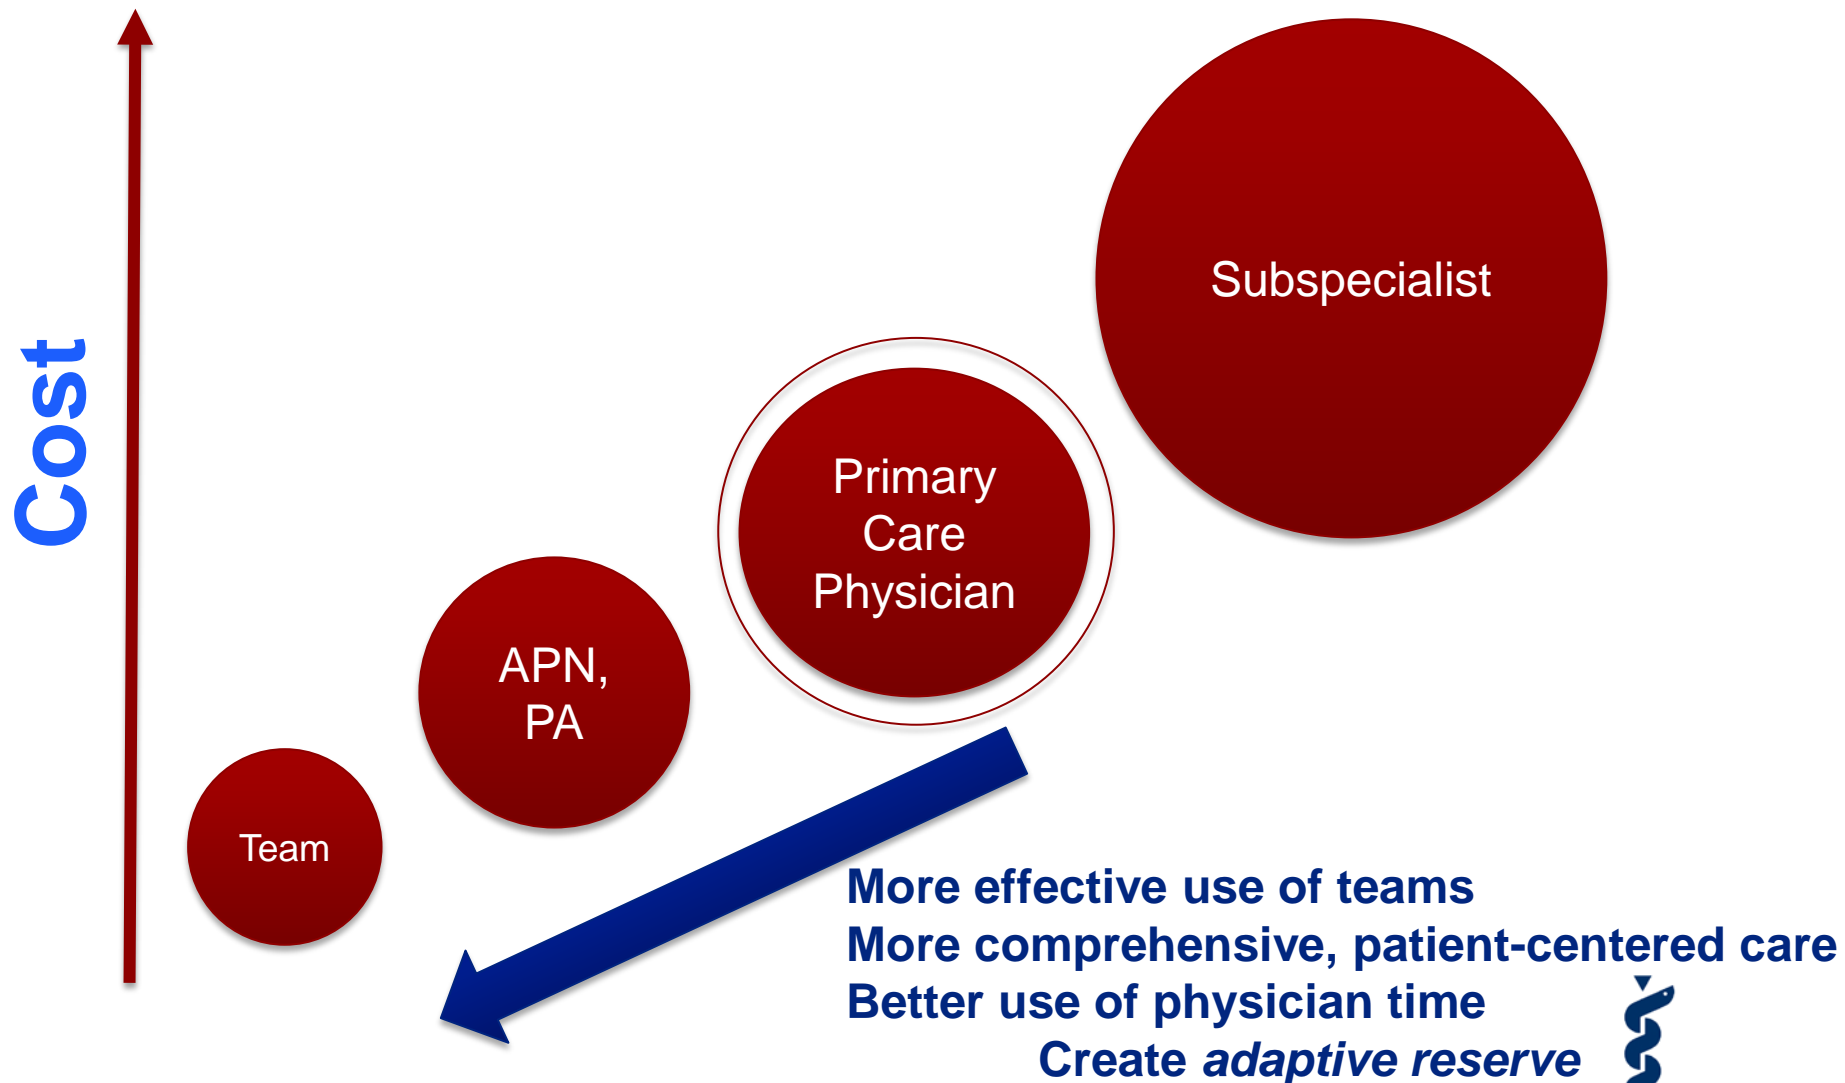 Cost
Subspecialist
Primary
Care
Physician
APN,
PA
Team
More effective use of teams
More comprehensive, patient-centered care
Better use of physician time
Create adaptive reserve